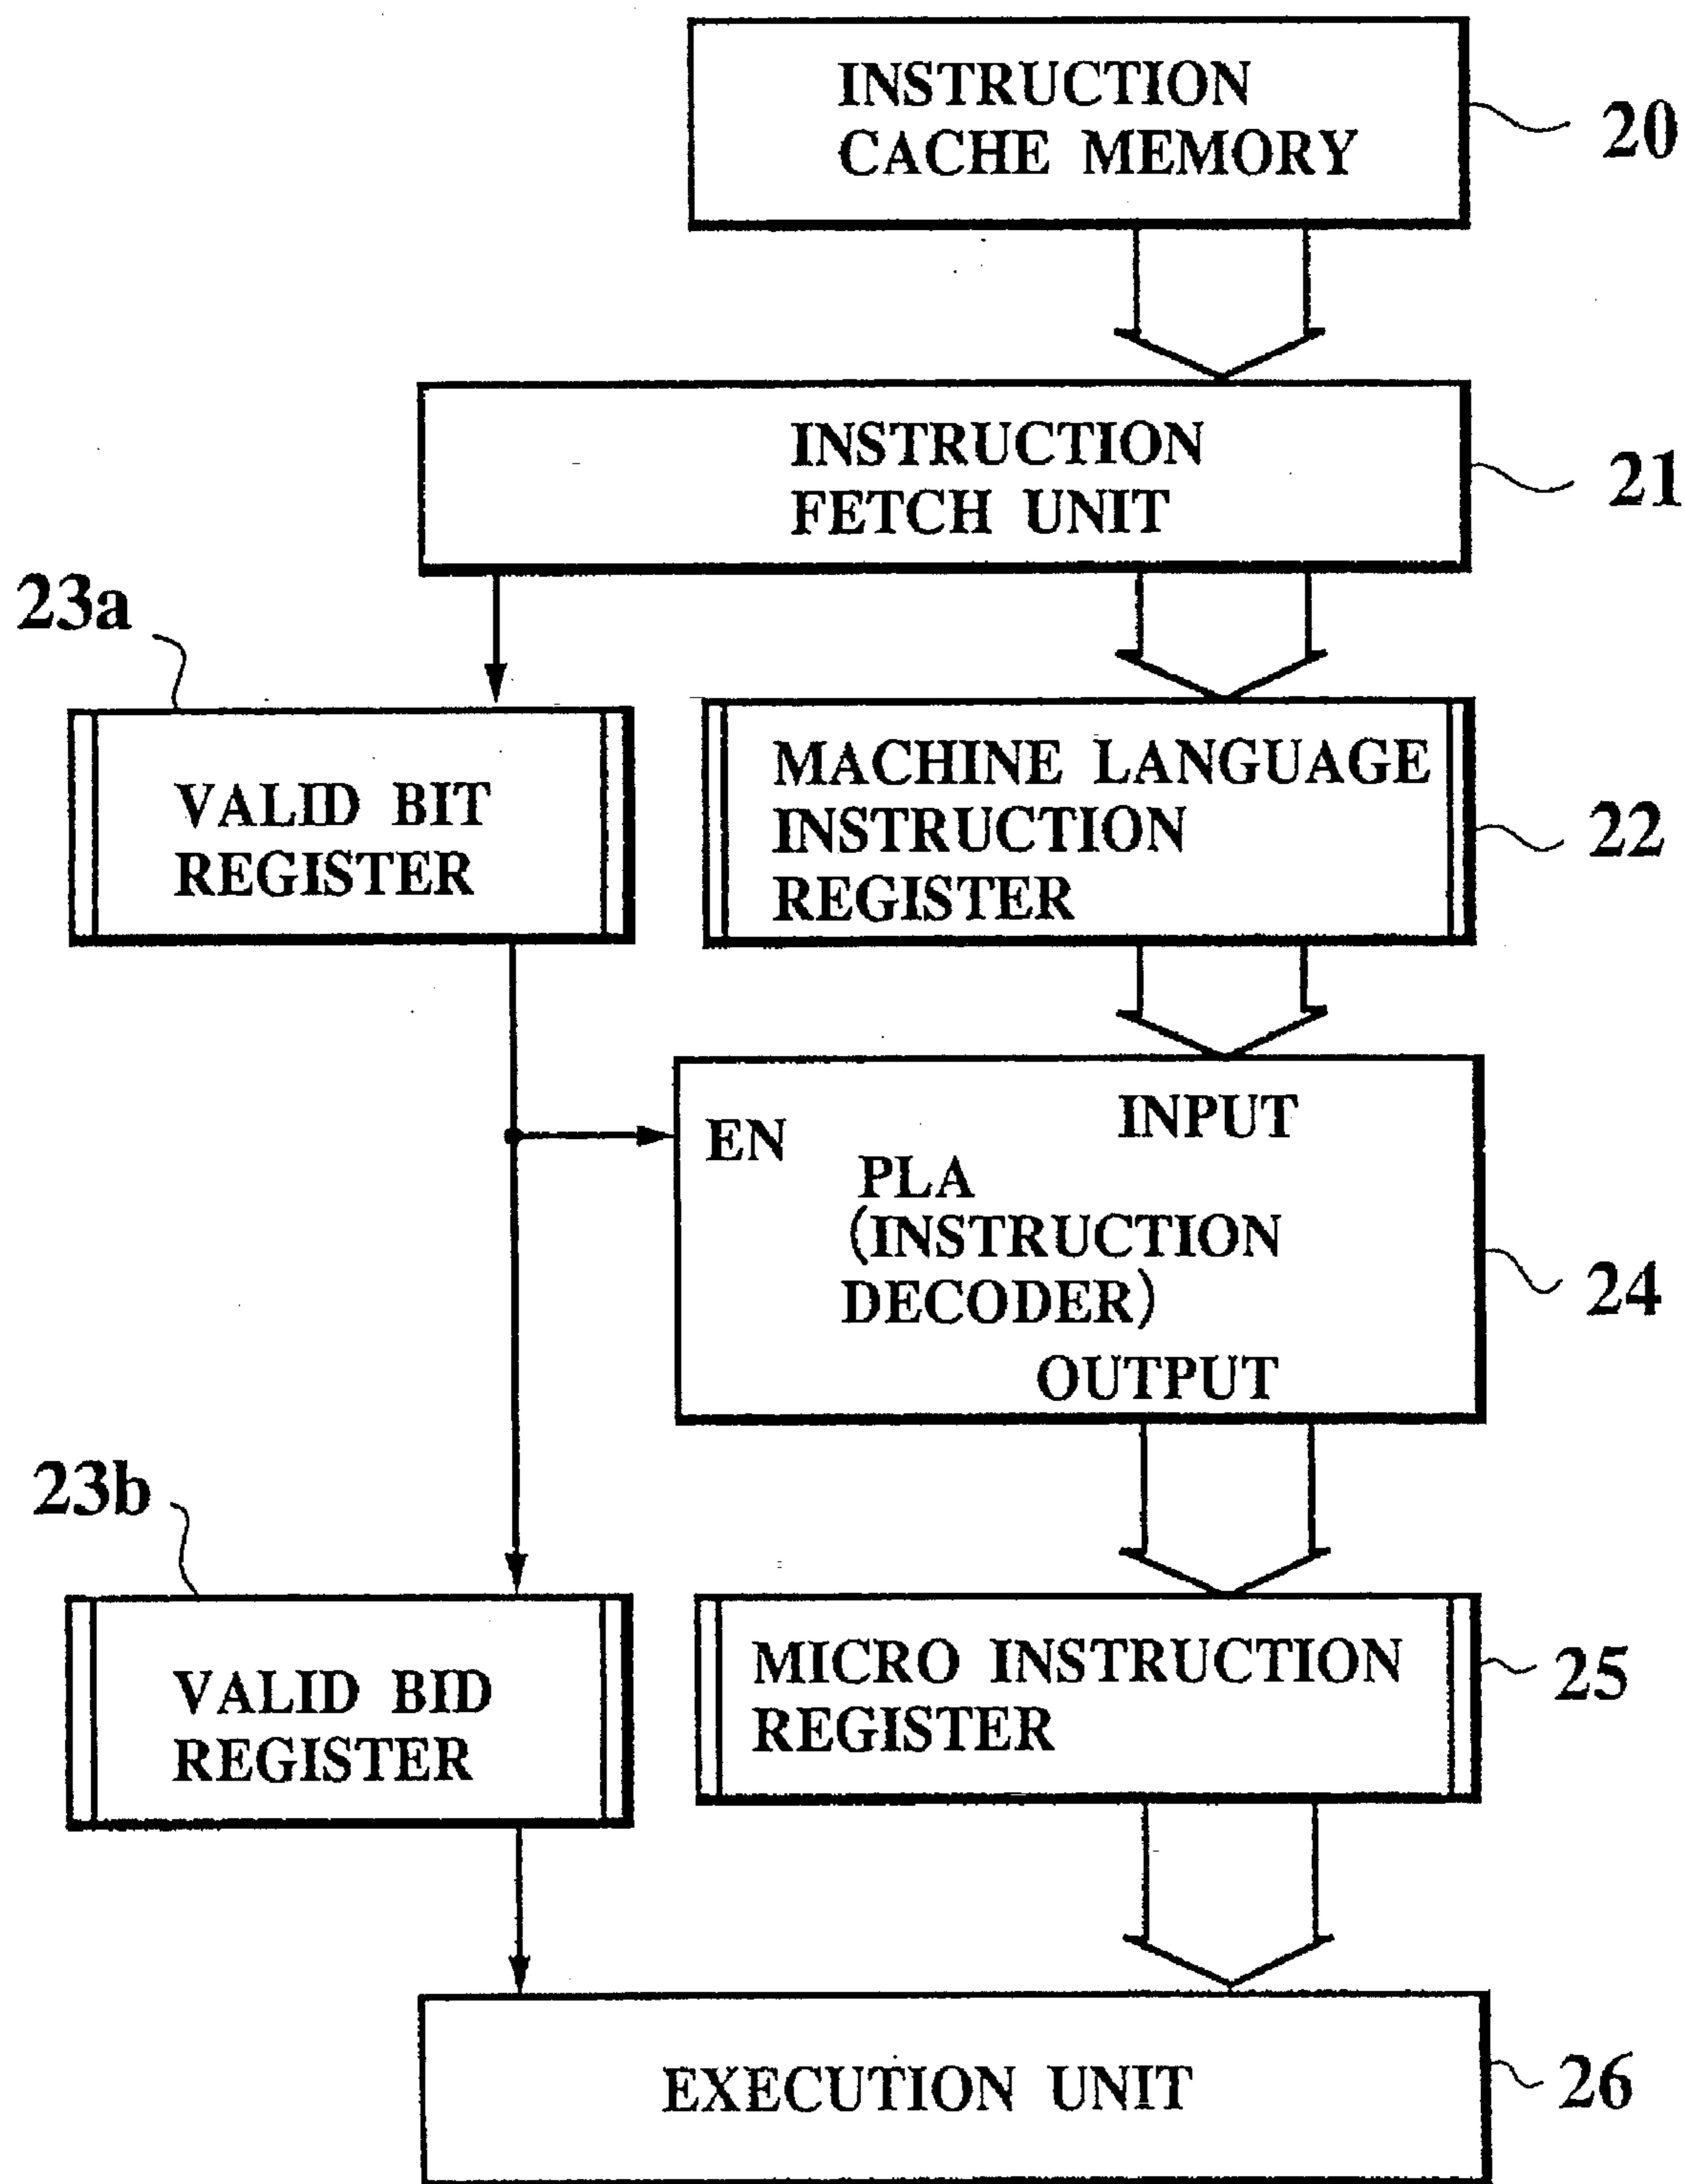 INSTRUCTION
CACHE MEMORY
20
INSTRUCTION
FETCH UNIT
21
23a
VALID BIT
REGISTER
MACHINE LANGUAGE
INSTRUCTION
REGISTER
22
EN
INPUT
PLA
(INSTRUCTION
DECODER)
OUTPUT
24
23b
VALID BID
REGISTER
MICRO INSTRUCTION
REGISTER
25
EXECUTION UNIT
26